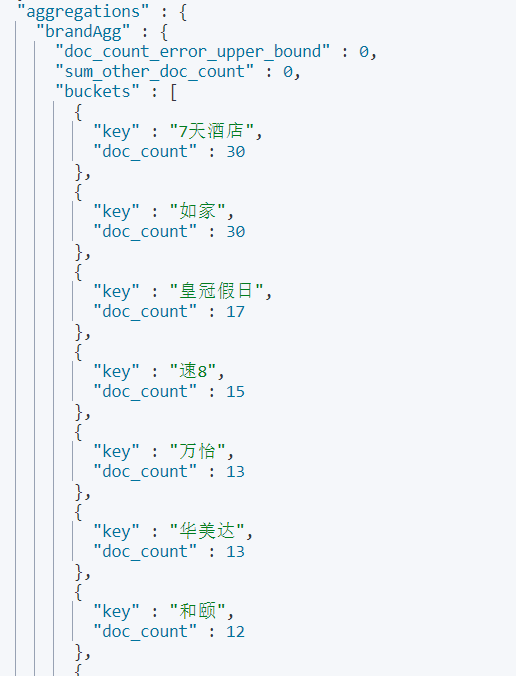 "aggregations" : {
"brandAgg" : {
"doc_count_error_upper_bound" : 0,
"sum_other_doc_count" : 0,
"buckets" : [
{
"key" : "7天酒店",
"doc_count" : 30
},
{
"key" : "如家",
"doc_count" : 30
},
{
"key" : "皇冠假日",
"doc_count" : 17
},
{
"key" : "速8",
"doc_count" : 15
},
{
"key" : "万怡",
"doc_count" : 13
},
{
"key" : "华美达",
"doc_count" : 13
},
{
"key" : "和颐",
"doc_count" : 12
},
{